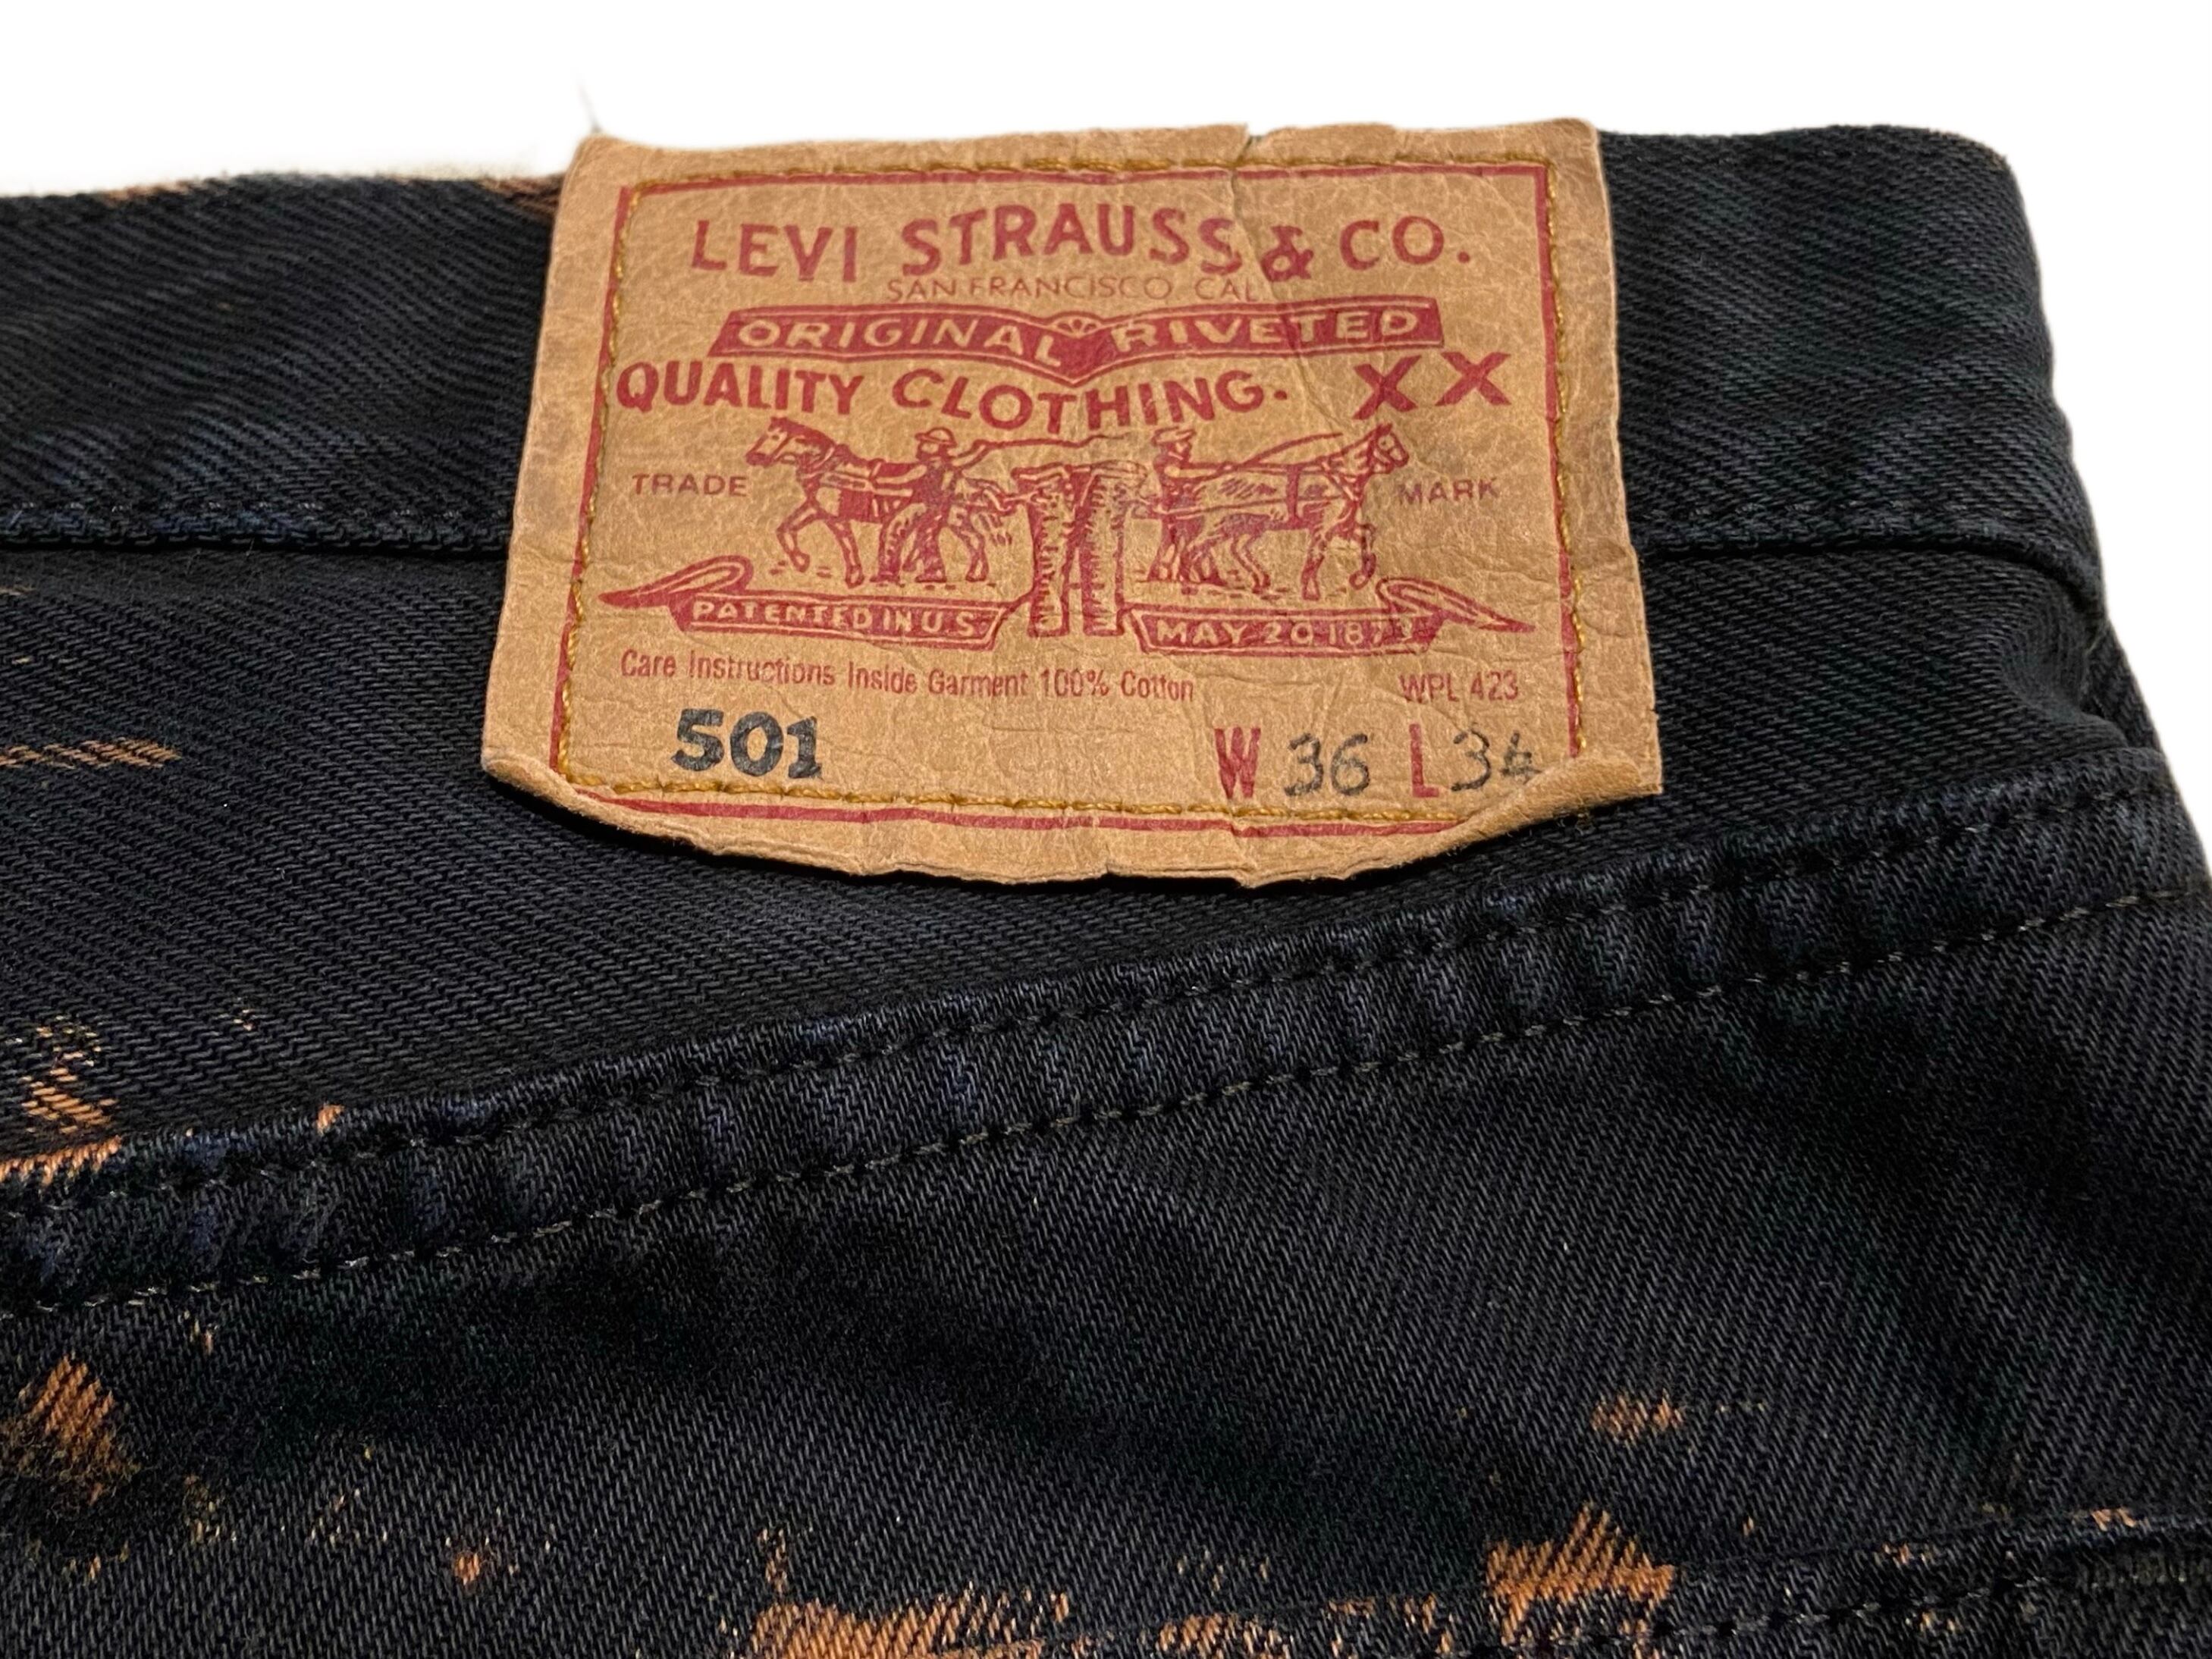 LEVI STRAUSS & CO.
SAN FRANCISCO, CAL
ORIGINAL RIVETED
QUALITY CLOTHING. XX
TRADE MARK
PATENTED IN U.S. MAY 20 1873
Care Instructions Inside Garment 100% Cotton WPL 423
501 W 36 L 34